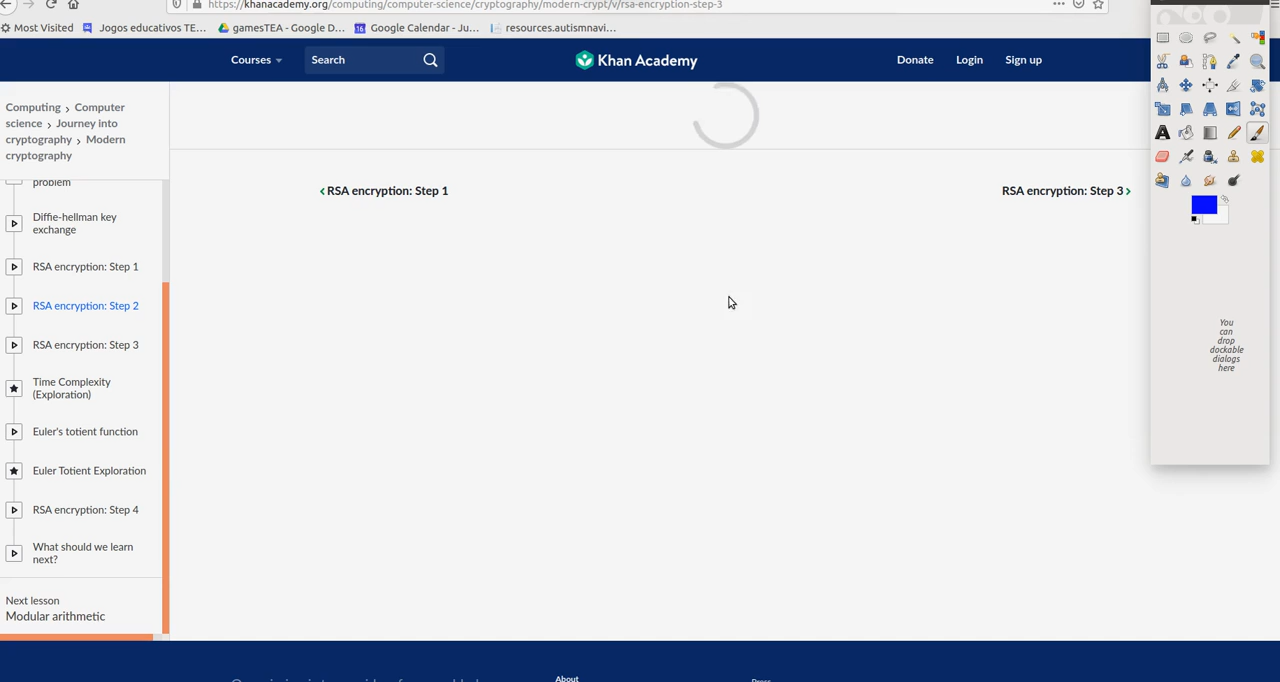 https://khanacademy.org/computing/computer-science/cryptography/modern-crypt/v/rsa-encryption-step-3
Most Visited
Jogos educativos TE...
gamesTEA - Google D...
16
Google Calendar - Ju...
resources.autismnavi...
Courses
Search
Khan Academy
Donate
Login
Sign up
Computing › Computer
science › Journey into
cryptography › Modern
cryptography
problem
Diffie-hellman key
exchange
RSA encryption: Step 1
RSA encryption: Step 2
RSA encryption: Step 3
Time Complexity
(Exploration)
Euler's totient function
Euler Totient Exploration
RSA encryption: Step 4
What should we learn
next?
Next lesson
Modular arithmetic
‹ RSA encryption: Step 1
RSA encryption: Step 3 ›
You
can
drop
dockable
dialogs
here
About